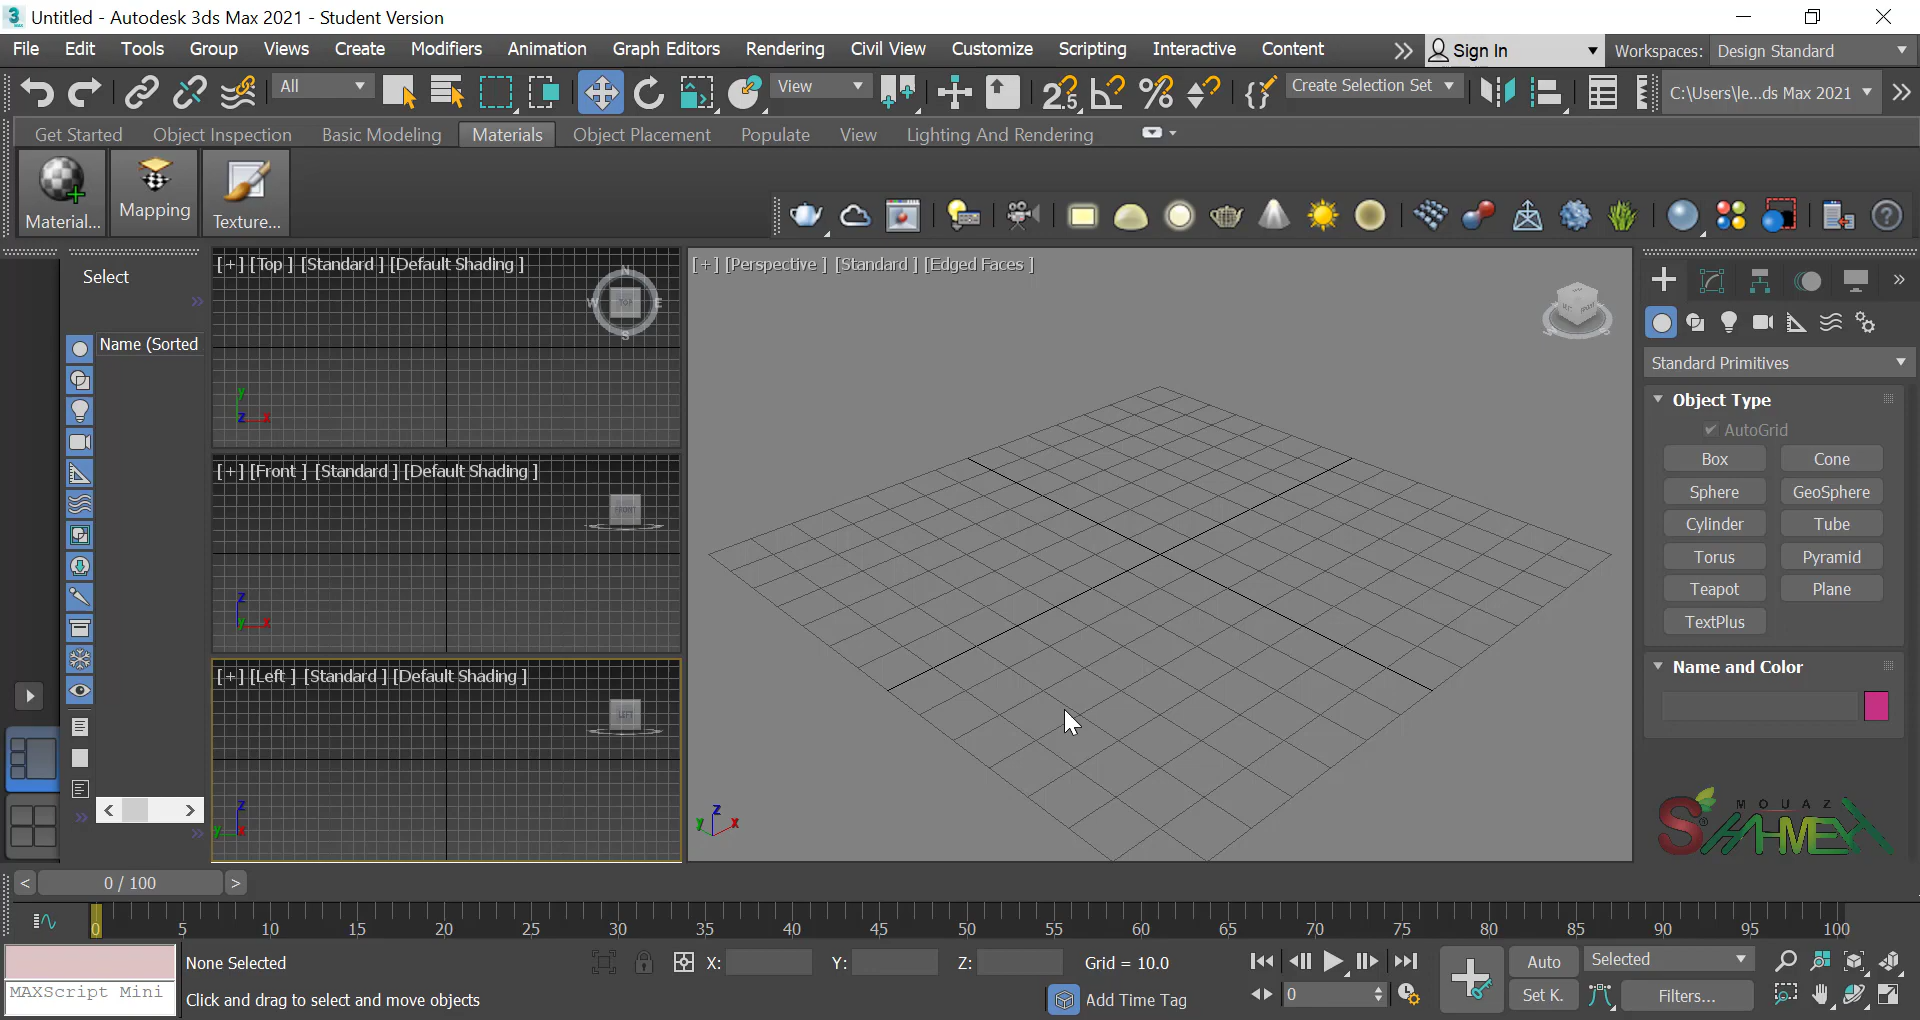 Untitled - Autodesk 3ds Max 2021 - Student Version
File Edit Tools Group Views Create Modifiers Animation Graph Editors Rendering Civil View Customize Scripting Interactive Content
Sign In Workspaces: Design Standard
All View 2.5 Create Selection Set C:\Users\le...ds Max 2021
Get Started Object Inspection Basic Modeling Materials Object Placement Populate View Lighting And Rendering
Material... Mapping Texture...
Select
Name (Sorted
[+] [Top ] [Standard ] [Default Shading ]
N
W TOP E
S
y
z x
[+] [Front ] [Standard ] [Default Shading ]
FRONT
z
y x
[+] [Left ] [Standard ] [Default Shading ]
LEFT
z
y x
[+] [Perspective ] [Standard ] [Edged Faces ]
z
y x
Standard Primitives
Object Type
AutoGrid
Box Cone
Sphere GeoSphere
Cylinder Tube
Torus Pyramid
Teapot Plane
TextPlus
Name and Color
MOUAZ
0 / 100
0 5 10 15 20 25 30 35 40 45 50 55 60 65 70 75 80 85 90 95 100
None Selected X: Y: Z: Grid = 10.0 Auto Selected
MAXScript Mini Click and drag to select and move objects Add Time Tag 0 Set K. Filters...